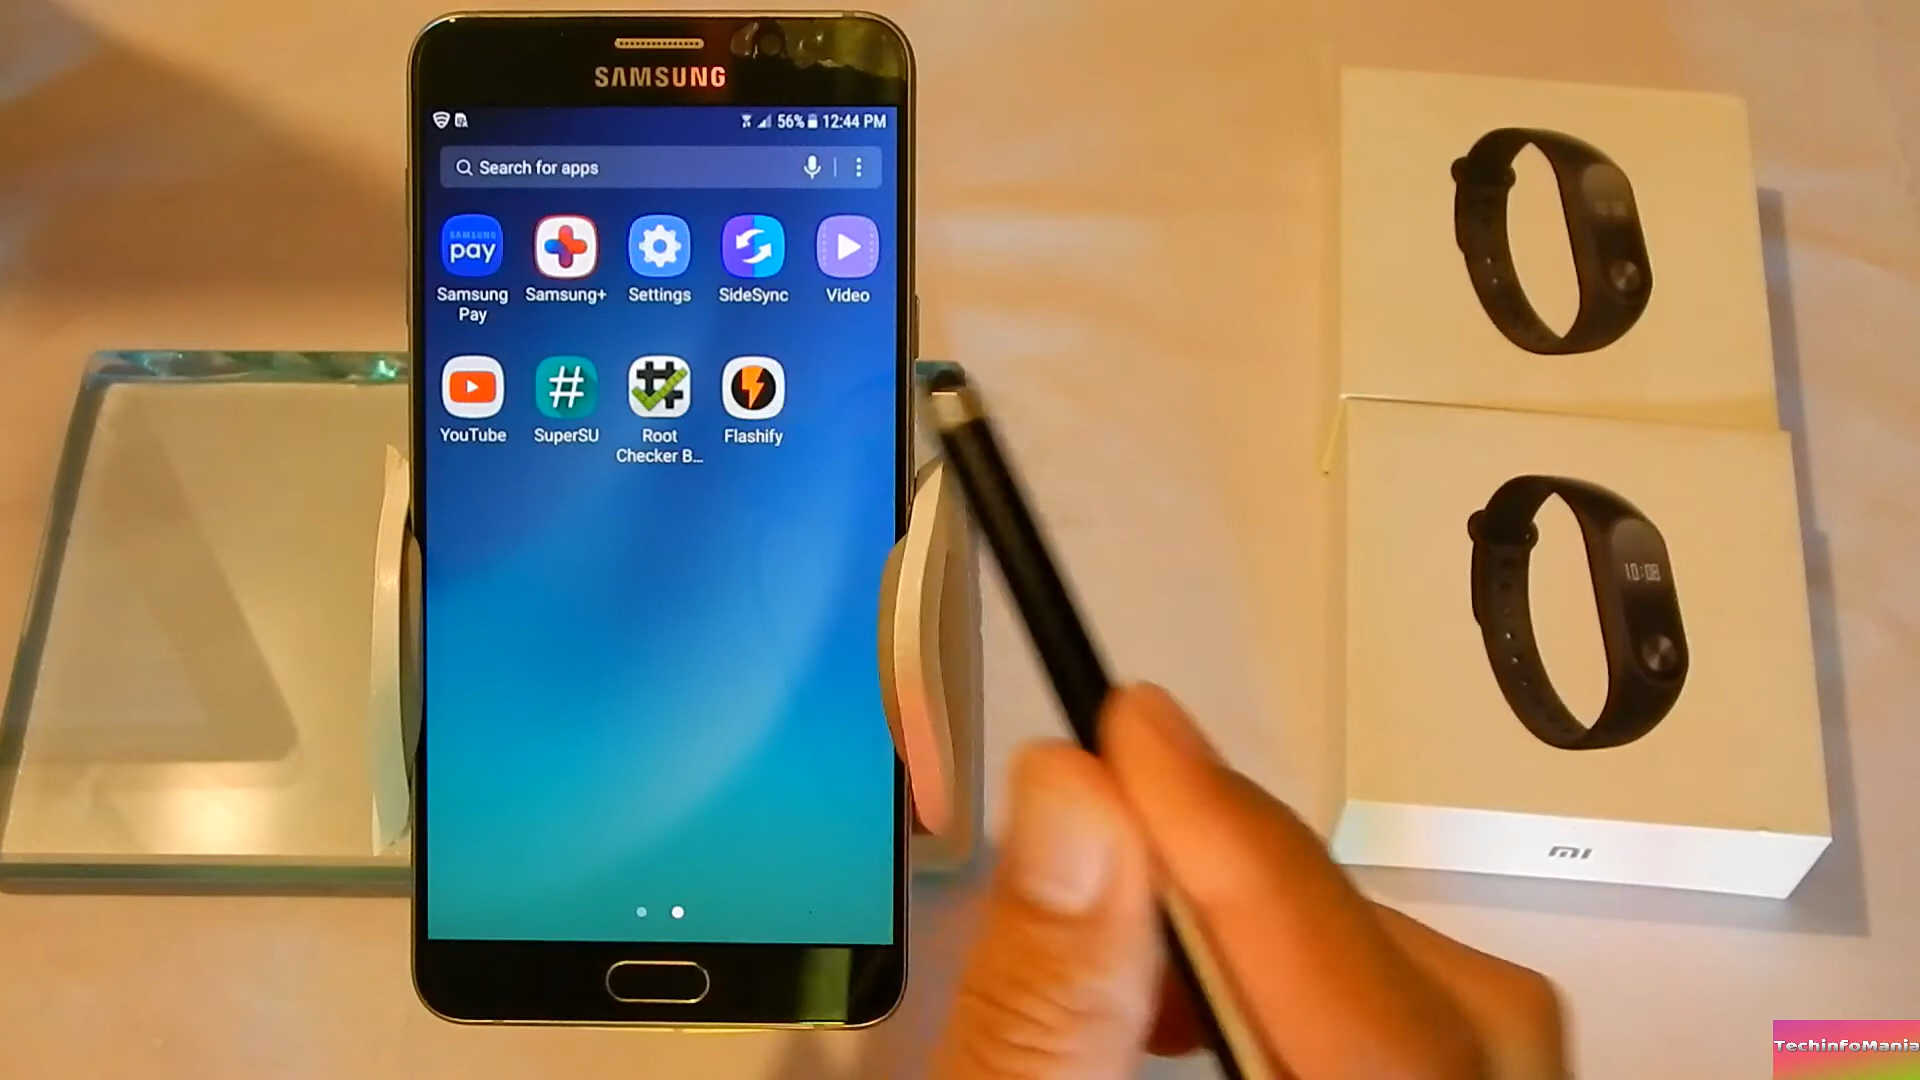 SAMSUNG
56% 12:44 PM
Search for apps
SAMSUNG
pay
Samsung Pay
Samsung+
Settings
SideSync
Video
YouTube
SuperSU
Root Checker B...
Flashify
10:08
MI
TechinfoMania